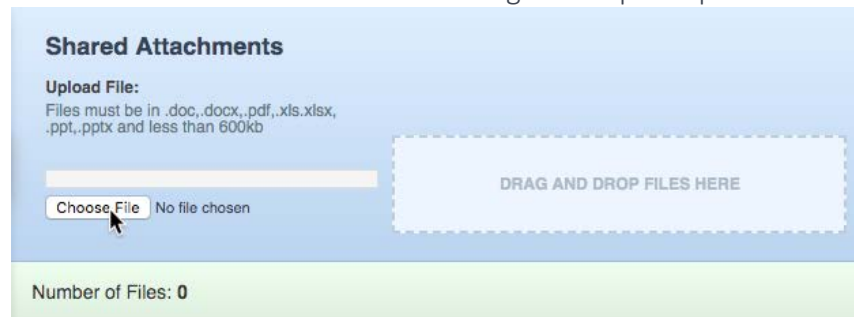 Shared Attachments
Upload File:
Files must be in .doc,.docx,.pdf,.xls.xlsx,
.ppt,.pptx and less than 600kb
DRAG AND DROP FILES HERE
Choose File No file chosen
Number of Files: 0